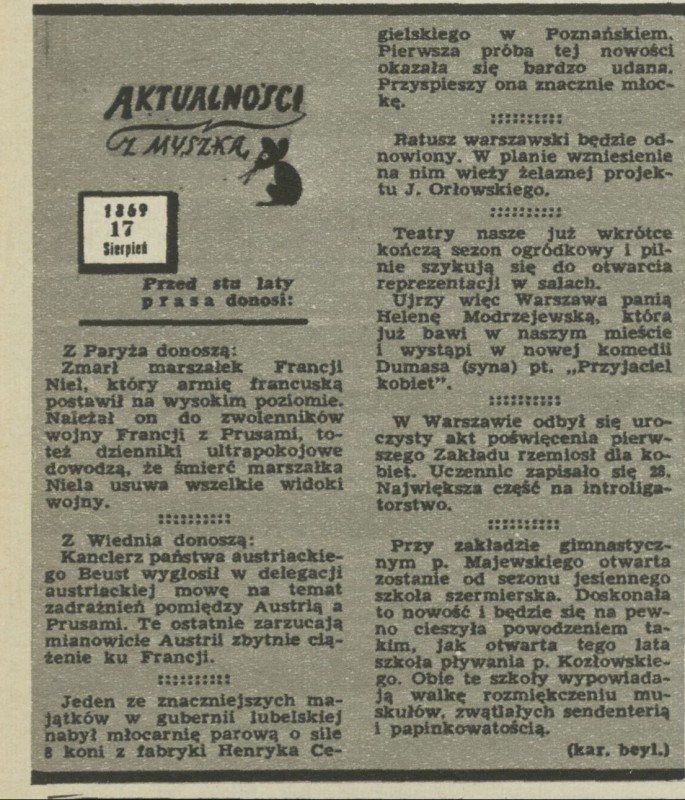 AKTUALNOŚCI
Z MYSZKĄ
1869
17
Sierpień
Przed stu laty
prasa donosi:
Z Paryża donoszą:
Zmarł marszałek Francji
Niel, który armię francuską
postawił na wysokim poziomie.
Należał on do zwolenników
wojny Francji z Prusami, to-
też dzienniki ultrapokojowe
dowodzą, że śmierć marszałka
Niela usuwa wszelkie widoki
wojny.
Z Wiednia donoszą:
Kanclerz państwa austriackie-
go Beust wygłosił w delegacji
austriackiej mowę na temat
zadrażnień pomiędzy Austrią a
Prusami. Te ostatnie zarzucają
mianowicie Austrii zbytnie cią-
żenie ku Francji.
Jeden ze znaczniejszych ma-
jątków w gubernii lubelskiej
nabył młocarnię parową o sile
8 koni z fabryki Henryka Ce-
gielskiego w Poznańskiem.
Pierwsza próba tej nowości
okazała się bardzo udana.
Przyspieszy ona znacznie młoc-
kę.
Ratusz warszawski będzie od-
nowiony. W planie wzniesienie
na nim wieży żelaznej projek-
tu J. Orłowskiego.
Teatry nasze już wkrótce
kończą sezon ogródkowy i pil-
nie szykują się do otwarcia
reprezentacji w salach.
Ujrzy więc Warszawa panią
Helenę Modrzejewską, która
już bawi w naszym mieście
i wystąpi w nowej komedii
Dumasa (syna) pt. „Przyjaciel
kobiet".
W Warszawie odbył się uro-
czysty akt poświęcenia pierw-
szego Zakładu rzemiosł dla ko-
biet. Uczennic zapisało się 28.
Największa część na introliga-
torstwo.
Przy zakładzie gimnastycz-
nym p. Majewskiego otwarta
zostanie od sezonu jesiennego
szkoła szermierska. Doskonała
to nowość i będzie się na pew-
no cieszyła powodzeniem ta-
kim, jak otwarta tego lata
szkoła pływania p. Kozłowskie-
go. Obie te szkoły wypowiada-
ją walkę rozmiękczeniu mu-
skułów, zwątlałych sendenterią
i papinkowatością.
(kar. beyl.)